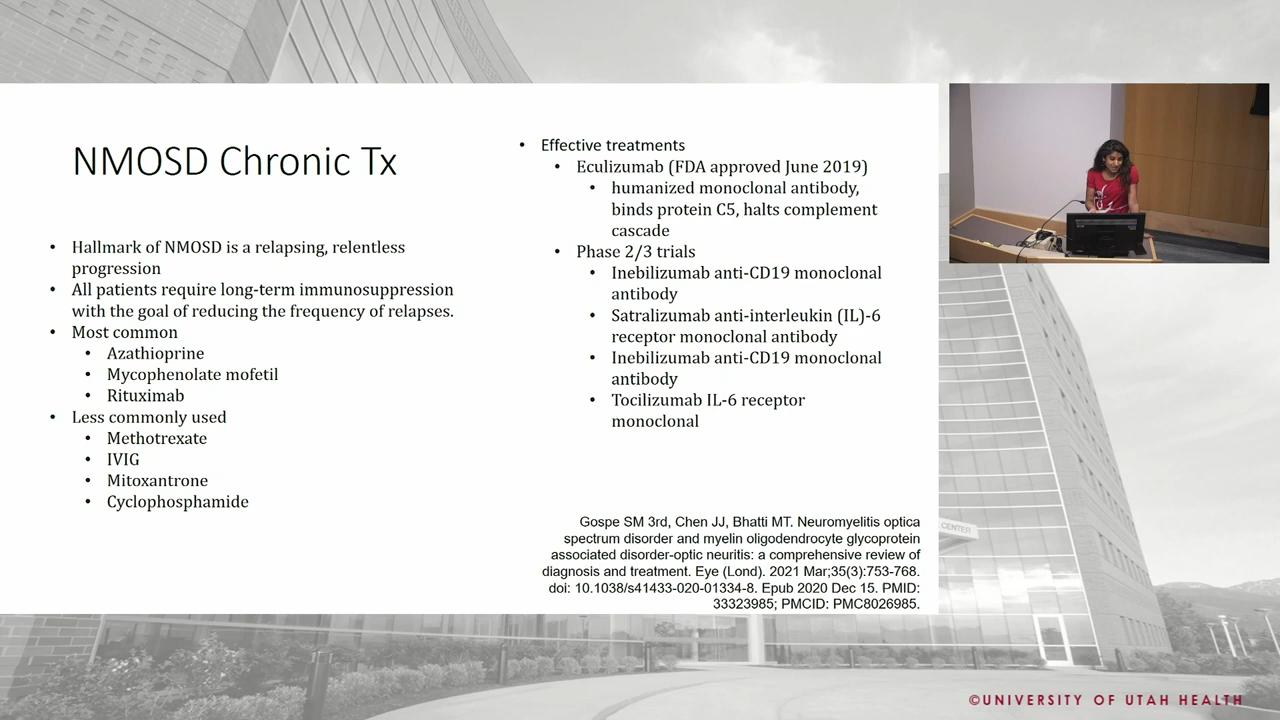 NMOSD Chronic Tx
• Hallmark of NMOSD is a relapsing, relentless
progression
• All patients require long-term immunosuppression
with the goal of reducing the frequency of relapses.
• Most common
• Azathioprine
• Mycophenolate mofetil
• Rituximab
• Less commonly used
• Methotrexate
• IVIG
• Mitoxantrone
• Cyclophosphamide
• Effective treatments
• Eculizumab (FDA approved June 2019)
• humanized monoclonal antibody,
binds protein C5, halts complement
cascade
• Phase 2/3 trials
• Inebilizumab anti-CD19 monoclonal
antibody
• Satralizumab anti-interleukin (IL)-6
receptor monoclonal antibody
• Inebilizumab anti-CD19 monoclonal
antibody
• Tocilizumab IL-6 receptor
monoclonal
Gospe SM 3rd, Chen JJ, Bhatti MT. Neuromyelitis optica
spectrum disorder and myelin oligodendrocyte glycoprotein
associated disorder-optic neuritis: a comprehensive review of
diagnosis and treatment. Eye (Lond). 2021 Mar;35(3):753-768.
doi: 10.1038/s41433-020-01334-8. Epub 2020 Dec 15. PMID:
33323985; PMCID: PMC8026985.
CENTER
©UNIVERSITY OF UTAH HEALTH